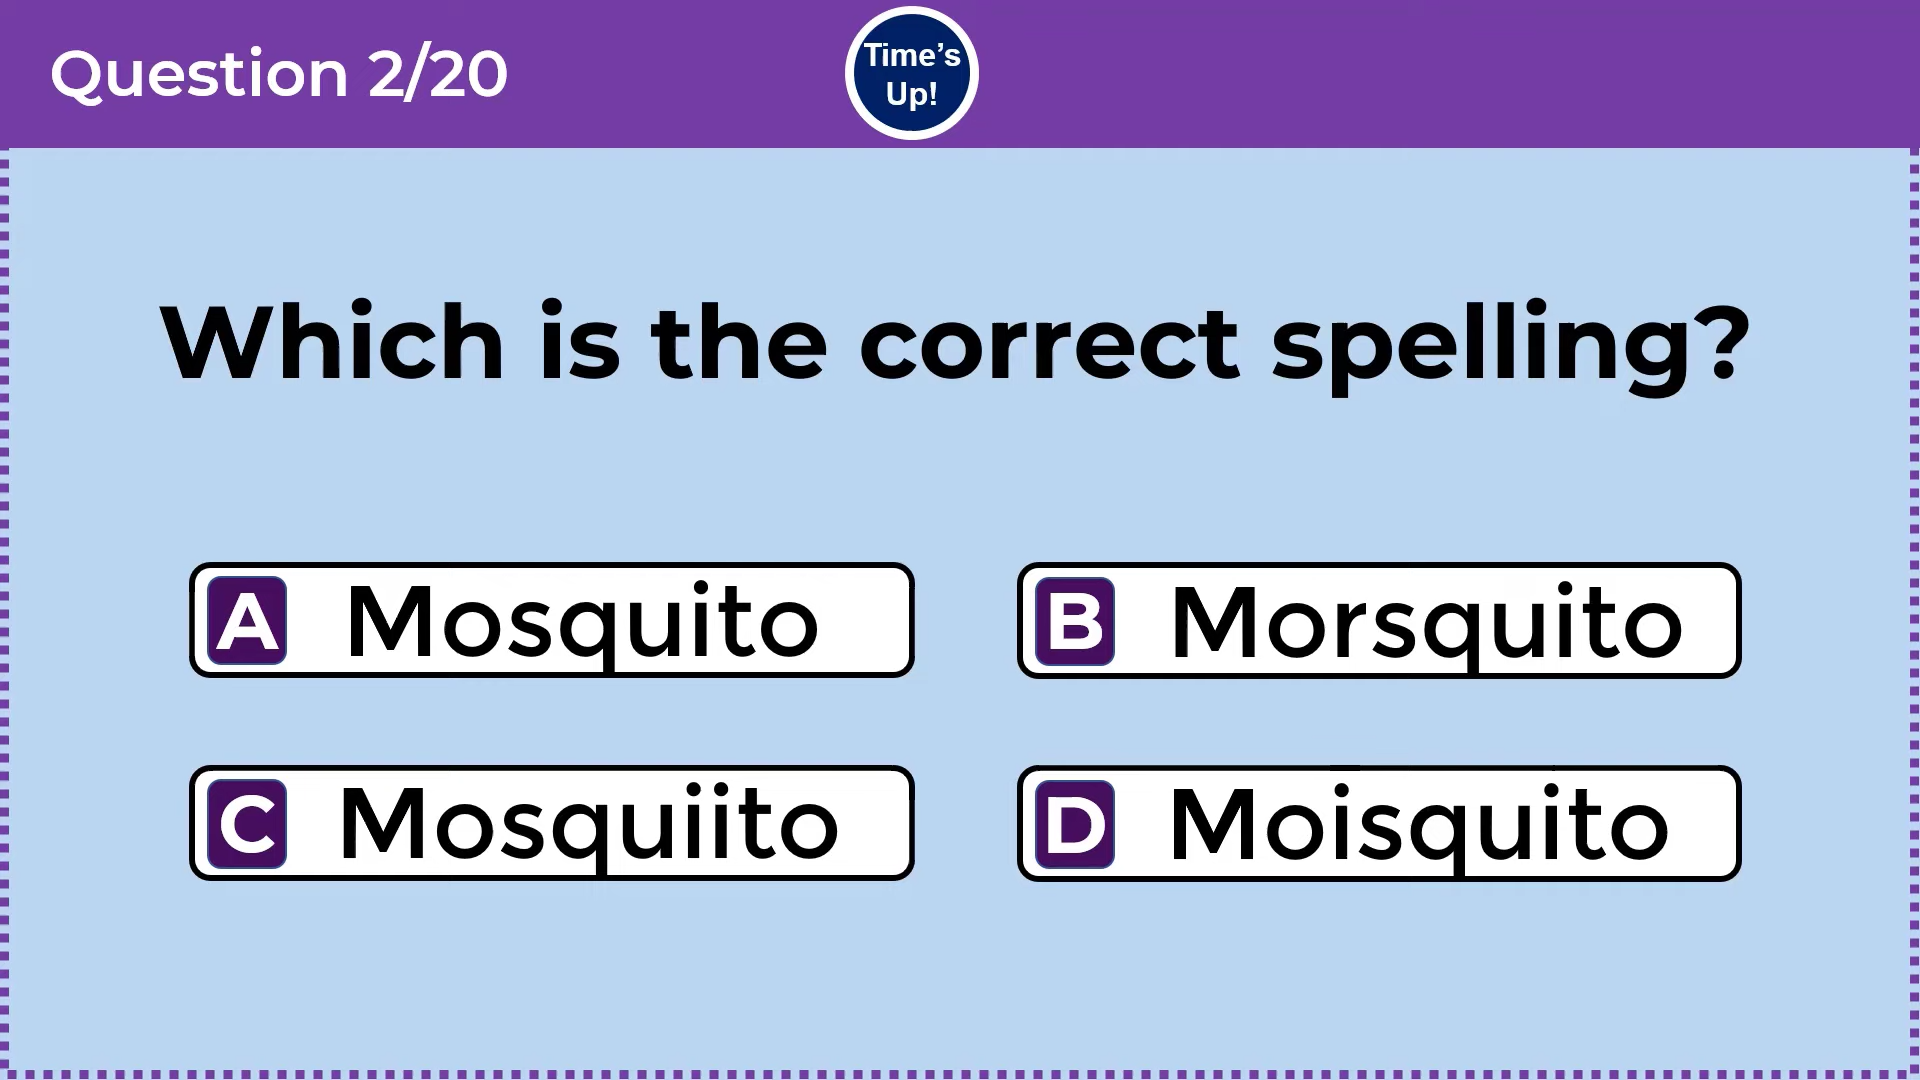 Question 2/20
Time’s
Up!
Which is the correct spelling?
A Mosquito
B Morsquito
C Mosquiito
D Moisquito